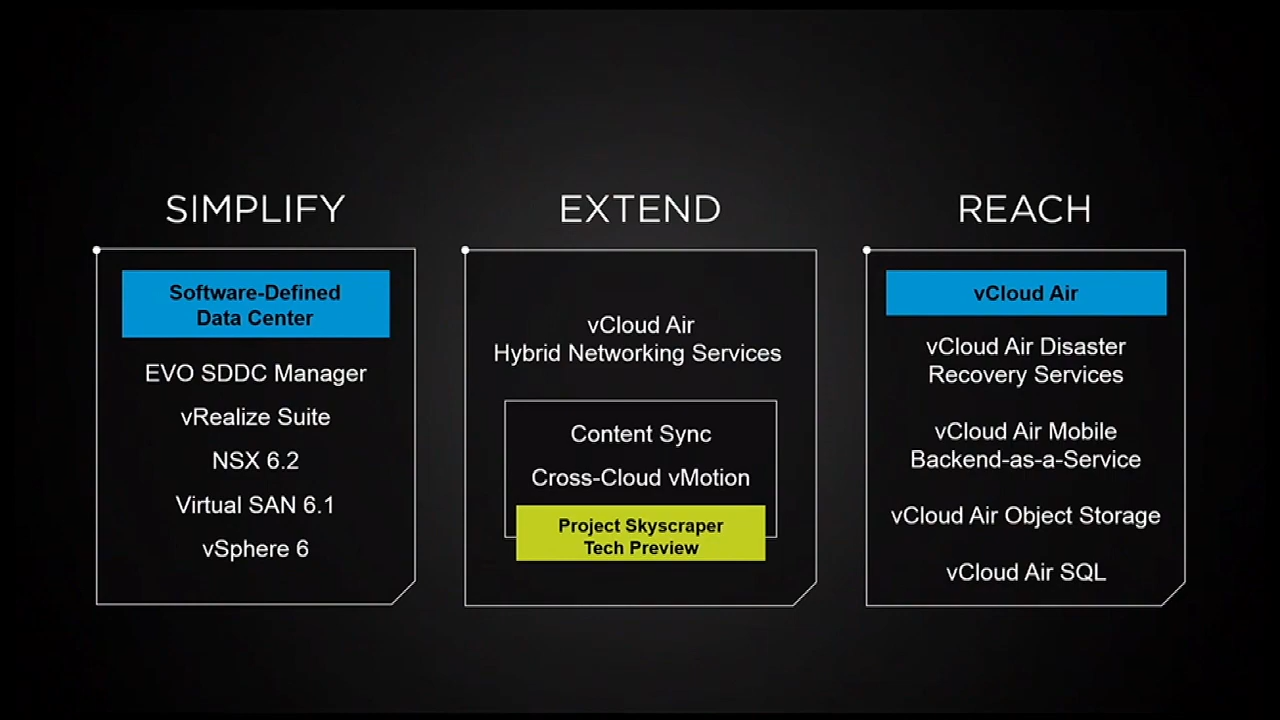 SIMPLIFY
Software-Defined
Data Center
EVO SDDC Manager
vRealize Suite
NSX 6.2
Virtual SAN 6.1
vSphere 6
EXTEND
vCloud Air
Hybrid Networking Services
Content Sync
Cross-Cloud vMotion
Project Skyscraper
Tech Preview
REACH
vCloud Air
vCloud Air Disaster
Recovery Services
vCloud Air Mobile
Backend-as-a-Service
vCloud Air Object Storage
vCloud Air SQL